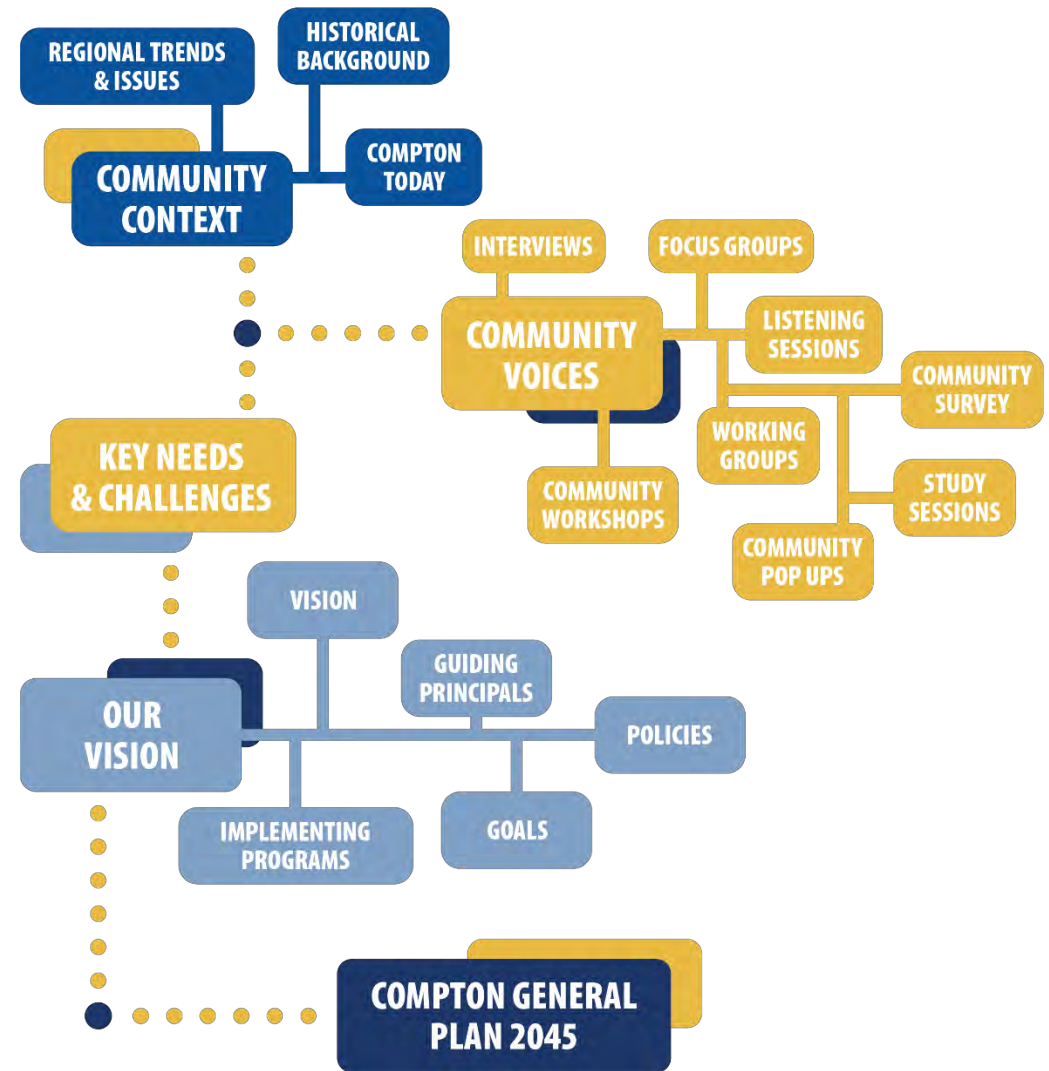 REGIONAL TRENDS
& ISSUES
HISTORICAL
BACKGROUND
COMMUNITY
CONTEXT
COMPTON
TODAY
INTERVIEWS
FOCUS GROUPS
COMMUNITY
VOICES
LISTENING
SESSIONS
COMMUNITY
SURVEY
WORKING
GROUPS
COMMUNITY
WORKSHOPS
STUDY
SESSIONS
COMMUNITY
POP UPS
KEY NEEDS
& CHALLENGES
VISION
GUIDING
PRINCIPALS
OUR
VISION
POLICIES
IMPLEMENTING
PROGRAMS
GOALS
COMPTON GENERAL
PLAN 2045